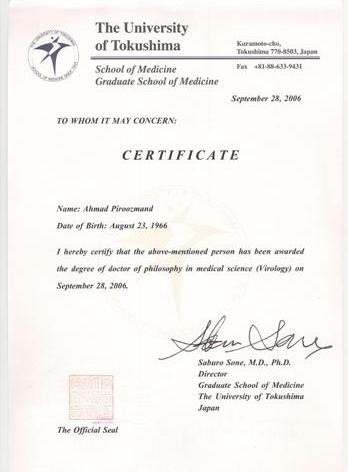 The University
of Tokushima
Kuramoto-cho,
Tokushima 770-8503, Japan
School of Medicine
Graduate School of Medicine
Fax +81-88-633-9431
September 28, 2006
TO WHOM IT MAY CONCERN:
CERTIFICATE
Name: Ahmad Piroozmand
Date of Birth: August 23, 1966
I hereby certify that the above-mentioned person has been awarded
the degree of doctor of philosophy in medical science (Virology) on
September 28, 2006.
Saburo Sone, M.D., Ph.D.
Director
Graduate School of Medicine
The University of Tokushima
Japan
The Official Seal